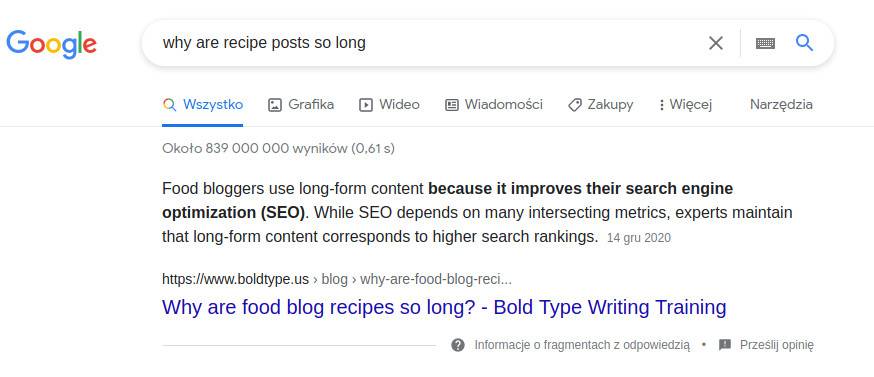 Google
why are recipe posts so long
Wszystko Grafika Wideo Wiadomości Zakupy Więcej Narzędzia
Około 839 000 000 wyników (0,61 s)
Food bloggers use long-form content because it improves their search engine
optimization (SEO). While SEO depends on many intersecting metrics, experts maintain
that long-form content corresponds to higher search rankings. 14 gru 2020
https://www.boldtype.us › blog › why-are-food-blog-reci...
Why are food blog recipes so long? - Bold Type Writing Training
Informacje o fragmentach z odpowiedzią • Prześlij opinię